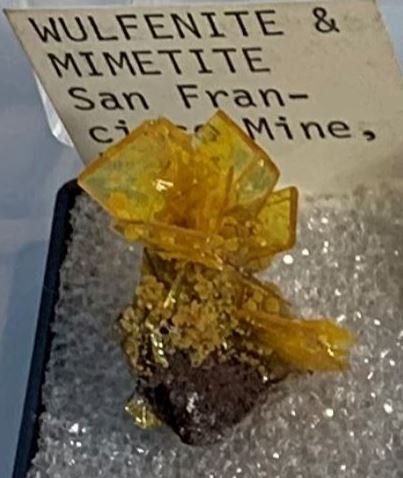 WULFENITE &
MIMETITE
San Fran-
Mine,